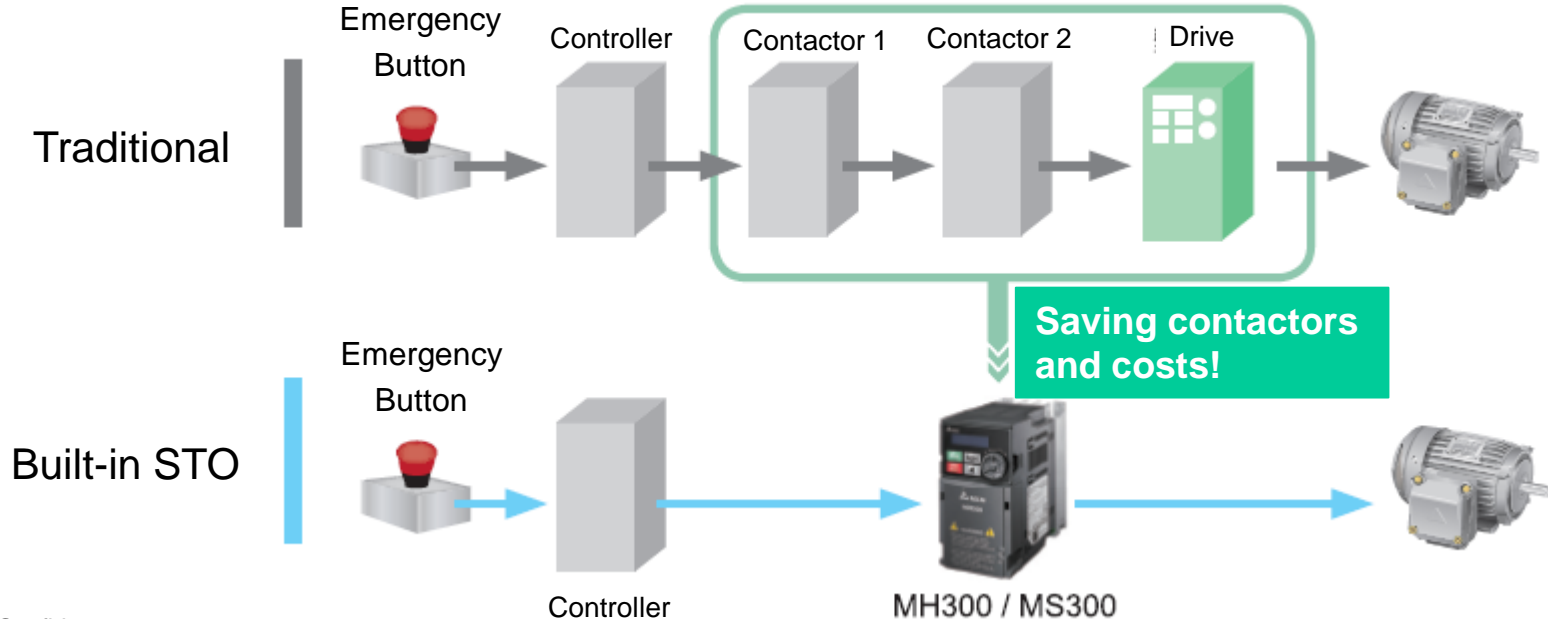 Emergency
Button
Controller
Contactor 1
Contactor 2
Drive
Traditional
Saving contactors
and costs!
Emergency
Button
Built-in STO
Controller
MH300 / MS300